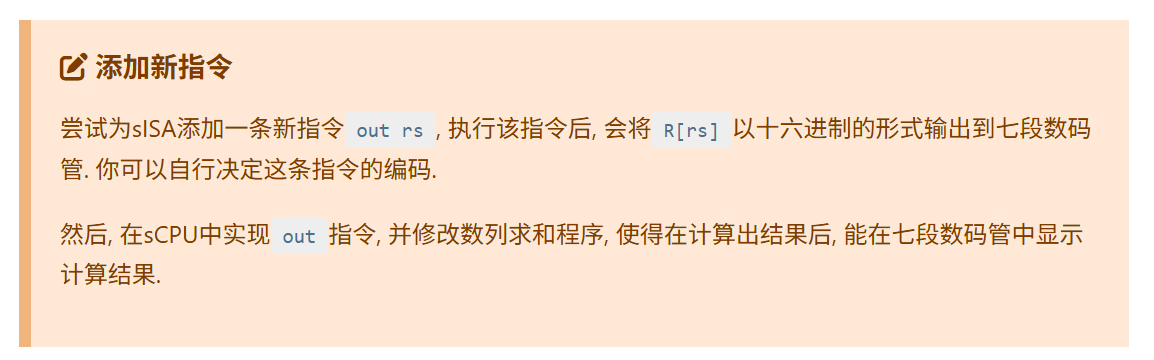 添加新指令
尝试为sISA添加一条新指令 out rs , 执行该指令后, 会将 R[rs] 以十六进制的形式输出到七段数码
管. 你可以自行决定这条指令的编码.
然后, 在sCPU中实现 out 指令, 并修改数列求和程序, 使得在计算出结果后, 能在七段数码管中显示
计算结果.